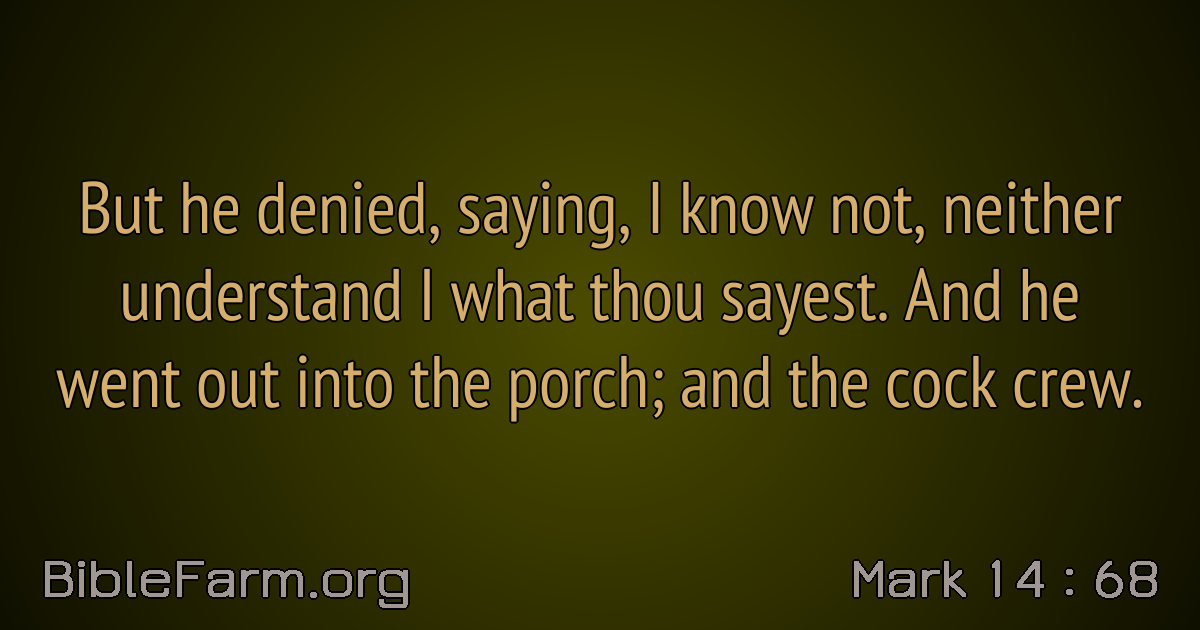 But he denied, saying, I know not, neither
understand I what thou sayest. And he
went out into the porch; and the cock crew.
BibleFarm.org
Mark 14 : 68